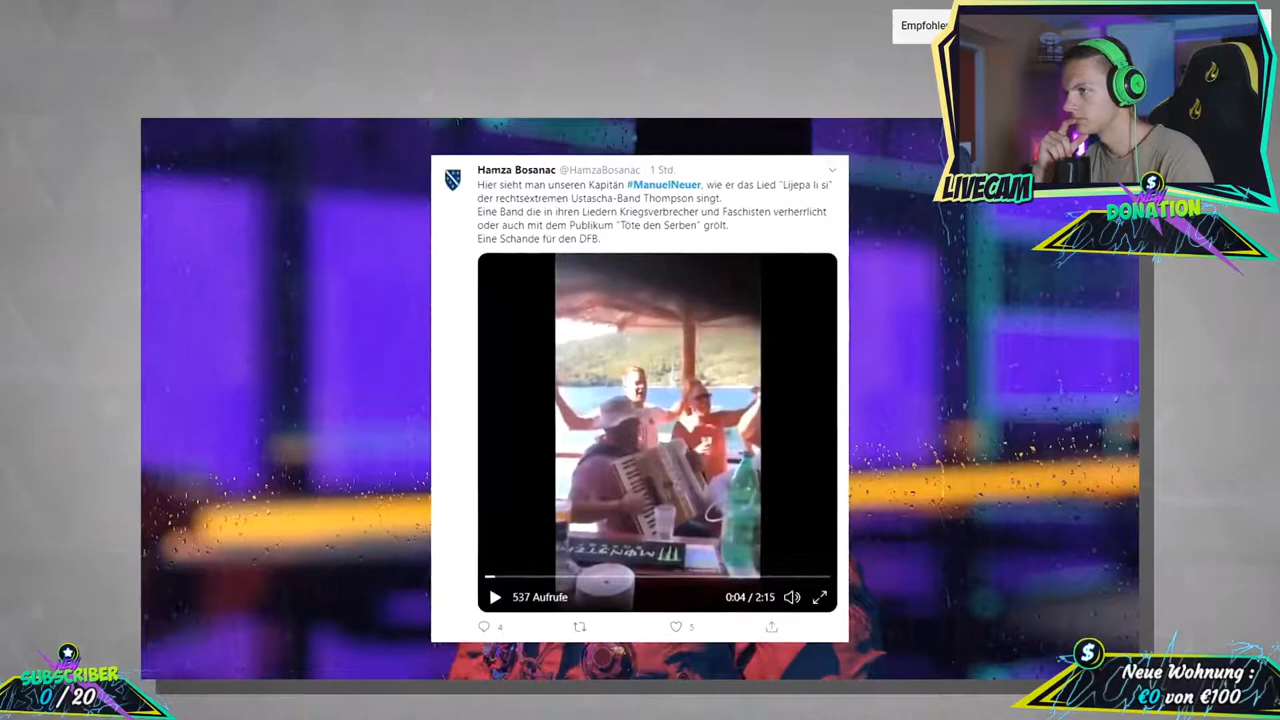 Empfohlen
Hamza Bosanac @HamzaBosanac · 1 Std.
Hier sieht man unseren Kapitän #ManuelNeuer, wie er das Lied "Lijepa li si"
der rechtsextremen Ustascha-Band Thompson singt.
Eine Band die in ihren Liedern Kriegsverbrecher und Faschisten verherrlicht
oder auch mit dem Publikum "Töte den Serben" grölt.
Eine Schande für den DFB.
537 Aufrufe
0:04 / 2:15
4
5
LIVECAM
$
NEW
DONATION
NEW
SUBSCRIBER
0 / 20
$
Neue Wohnung :
€0 von €100